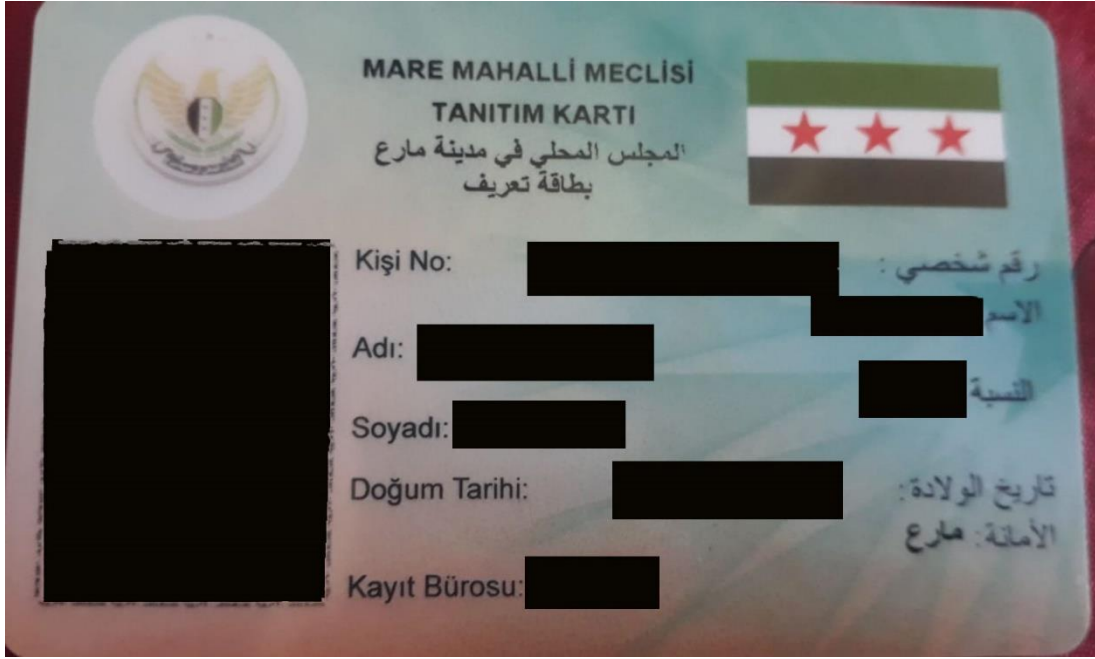 MARE MAHALLİ MECLİSİ
TANITIM KARTI
المجلس المحلي في مدينة مارع
بطاقة تعريف
Kişi No: رقم شخصي :
الاسم
Adı:
النسبة
Soyadı:
Doğum Tarihi: تاريخ الولادة:
الأمانة: مارع
Kayıt Bürosu: